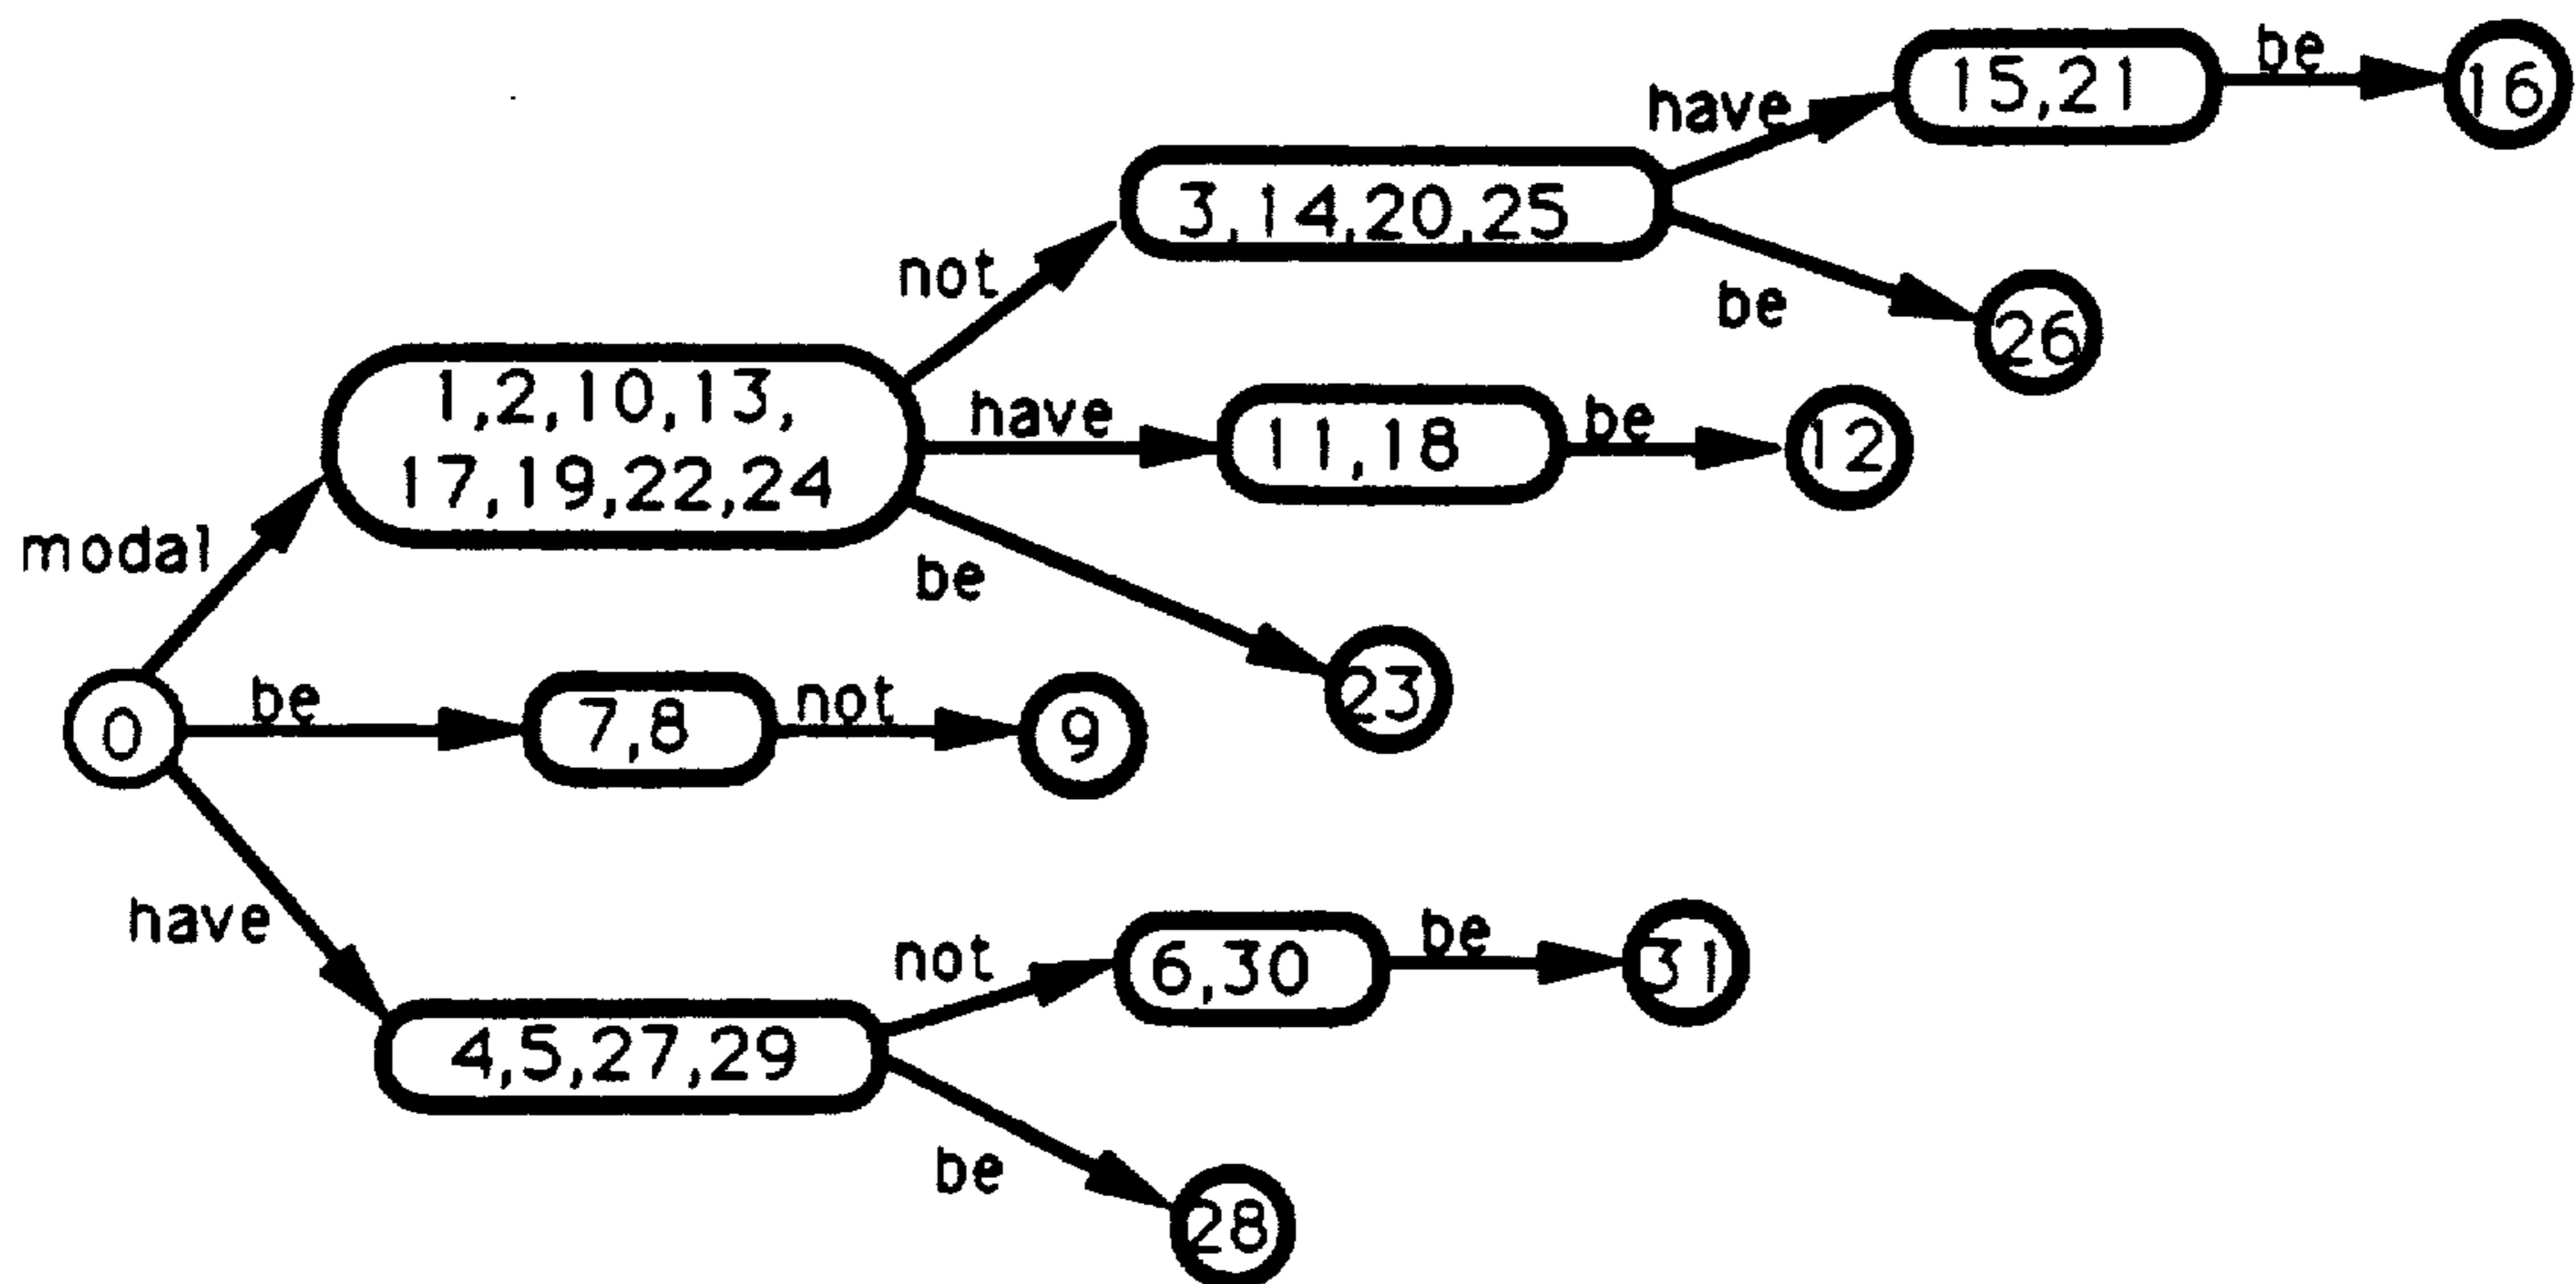 be
15,21
16
have
3,14,20,25
not
be
26
1,2,10,13,
17,19,22,24
have
11,18
be
12
modal
be
23
0
be
7,8
not
9
have
not
6,30
be
31
4,5,27,29
be
28